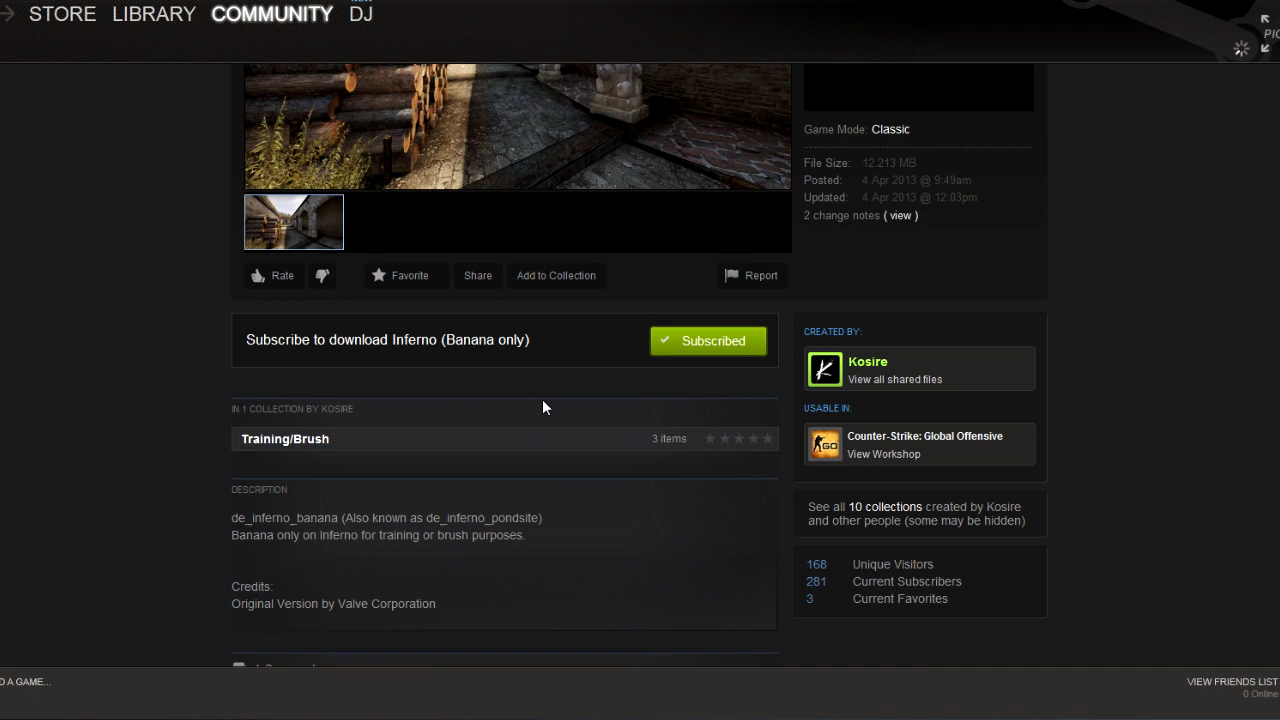 STORE LIBRARY COMMUNITY DJ
Game Mode: Classic
File Size: 12.213 MB
Posted: 4 Apr 2013 @ 9:49am
Updated: 4 Apr 2013 @ 12:03pm
2 change notes ( view )
Rate Favorite Share Add to Collection Report
Subscribe to download Inferno (Banana only) Subscribed
IN 1 COLLECTION BY KOSIRE
Training/Brush 3 items
DESCRIPTION
de_inferno_banana (Also known as de_inferno_pondsite)
Banana only on Inferno for training or brush purposes.
Credits:
Original Version by Valve Corporation
CREATED BY:
Kosire
View all shared files
USABLE IN:
GO
Counter-Strike: Global Offensive
View Workshop
See all 10 collections created by Kosire
and other people (some may be hidden)
168 Unique Visitors
281 Current Subscribers
3 Current Favorites
D A GAME...
VIEW FRIENDS LIST
0 Online